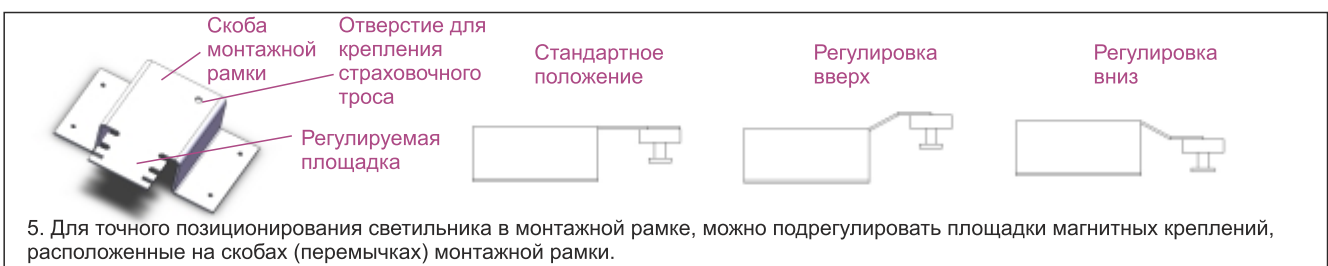 Скоба
монтажной
рамки
Отверстие для
крепления
страховочного
троса
Регулируемая
площадка
Стандартное
положение
Регулировка
вверх
Регулировка
вниз
5. Для точного позиционирования светильника в монтажной рамке, можно подрегулировать площадки магнитных креплений,
расположенные на скобах (перемычках) монтажной рамки.